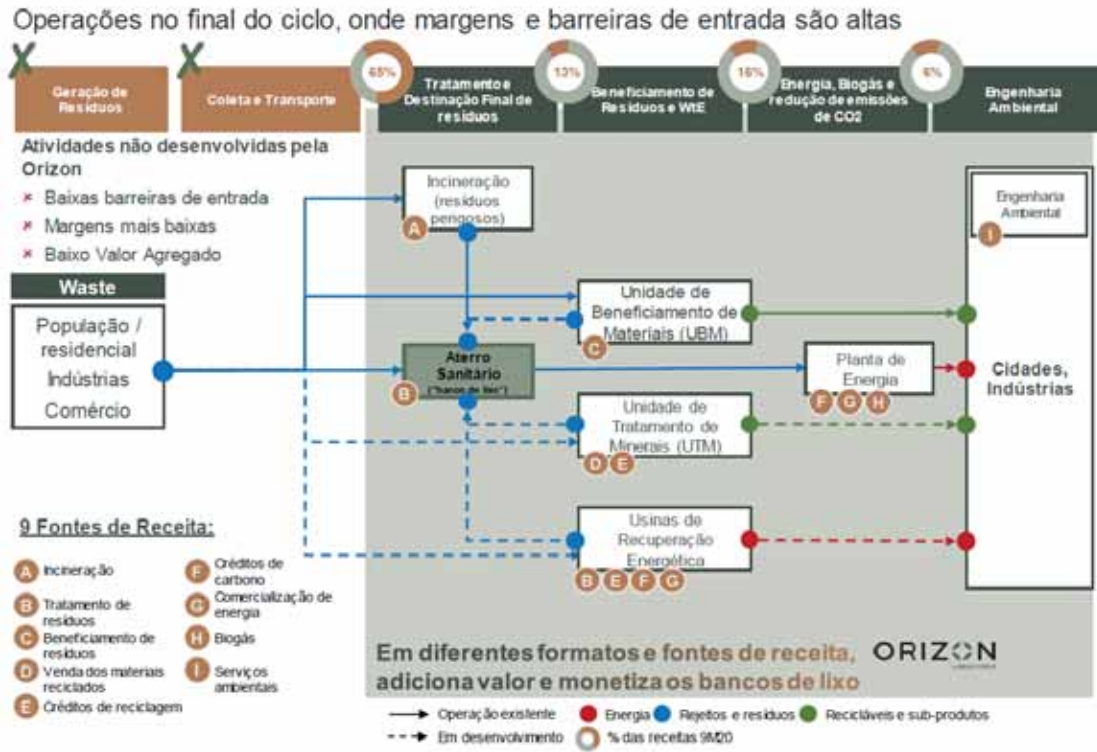 Operações no final do ciclo, onde margens e barreiras de entrada são altas
Geração de
Resíduos
Coleta e Transporte
65%
Tratamento e
Destinação Final de
resíduos
13%
Beneficiamento de
Resíduos e WtE
16%
Energia, Biogás e
redução de emissões
de CO2
6%
Engenharia
Ambiental
Atividades não desenvolvidas pela
Orizon
× Baixas barreiras de entrada
× Margens mais baixas
× Baixo Valor Agregado
Waste
População /
residencial
Indústrias
Comércio
Incineração
(resíduos
perigosos)
A
Unidade de
Beneficiamento de
Materiais (UBM)
C
Aterro
Sanitário
("banco de lixo")
B
Planta de
Energia
F G H
Unidade de
Tratamento de
Minerais (UTM)
D E
Usinas de
Recuperação
Energética
B E F G
Engenharia
Ambiental
I
Cidades,
Indústrias
9 Fontes de Receita:
A Incineração
B Tratamento de
resíduos
C Beneficiamento de
resíduos
D Venda dos materiais
reciclados
E Créditos de reciclagem
F Créditos de
carbono
G Comercialização de
energia
H Biogás
I Serviços
ambientais
Em diferentes formatos e fontes de receita,
adiciona valor e monetiza os bancos de lixo
ORIZON
Operação existente
Energia
Rejeitos e resíduos
Recicláveis e sub-produtos
Em desenvolvimento
% das receitas 9M20